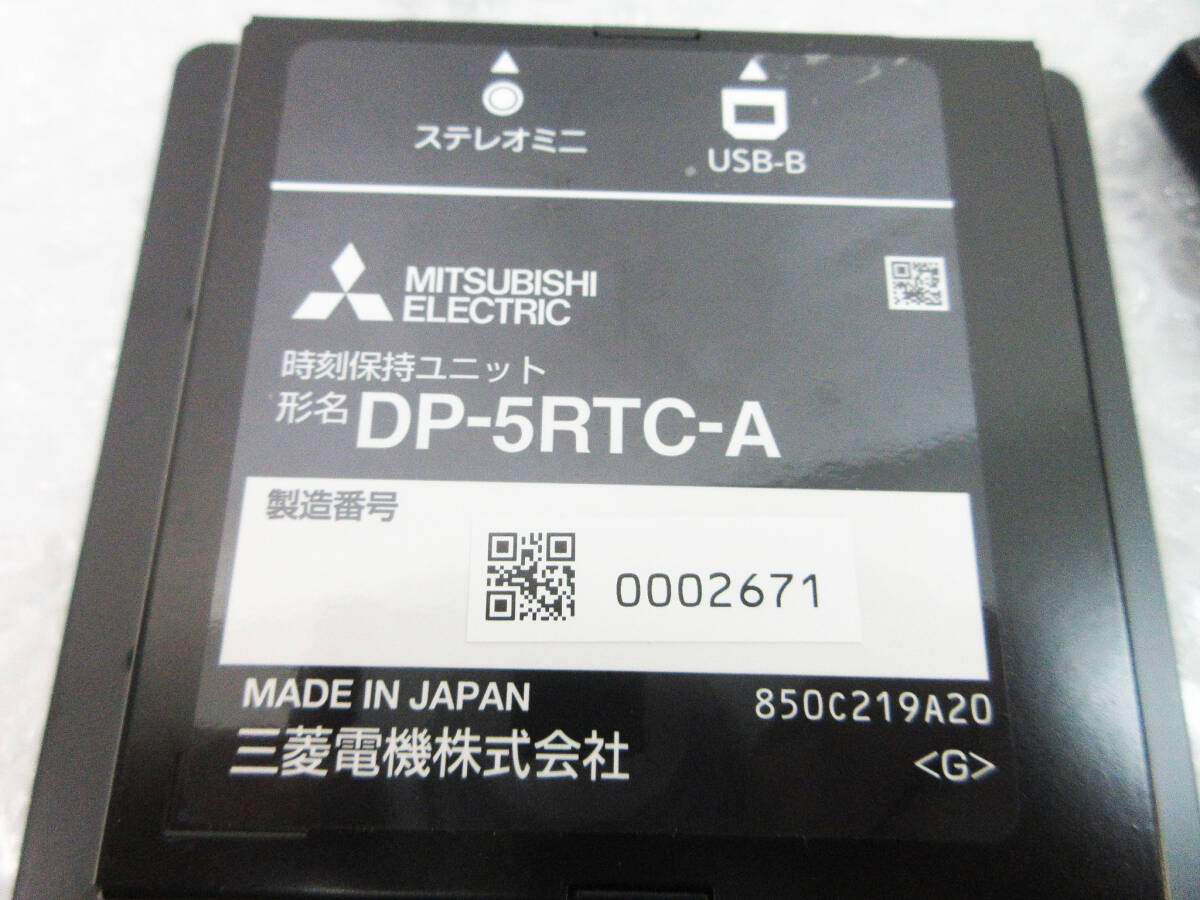 ステレオミニ
USB-B
MITSUBISHI
ELECTRIC
時刻保持ユニット
形名 DP-5RTC-A
製造番号
0002671
MADE IN JAPAN 850C219A20
三菱電機株式会社 <G>